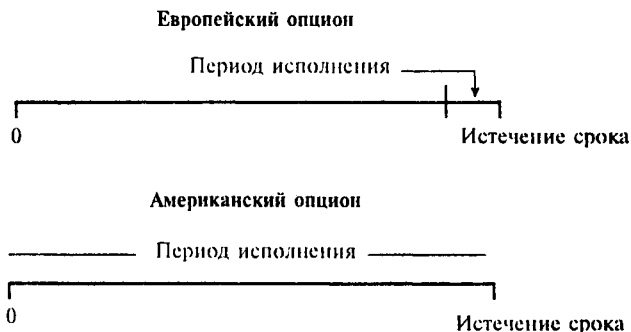 Европейский опцион
Период исполнения
0
Истечение срока
Американский опцион
Период исполнения
0
Истечение срока